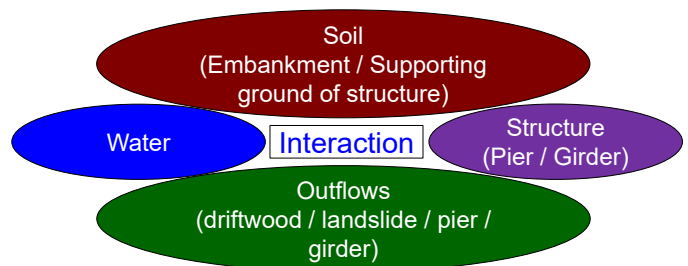 Soil
(Embankment / Supporting
ground of structure)
Water
Interaction
Structure
(Pier / Girder)
Outflows
(driftwood / landslide / pier /
girder)